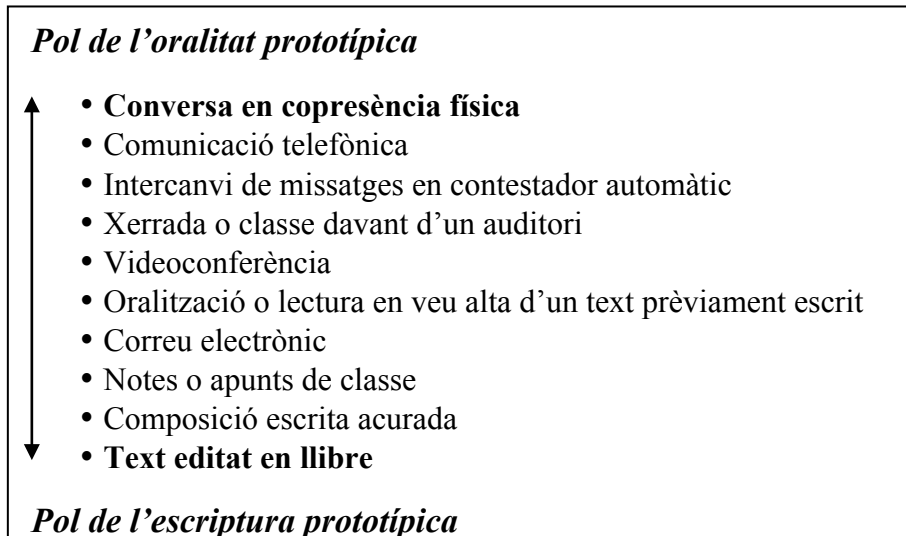 Pol de l’oralitat prototípica
• Conversa en copresència física
• Comunicació telefònica
• Intercanvi de missatges en contestador automàtic
• Xerrada o classe davant d’un auditori
• Videoconferència
• Oralització o lectura en veu alta d’un text prèviament escrit
• Correu electrònic
• Notes o apunts de classe
• Composició escrita acurada
• Text editat en llibre
Pol de l’escriptura prototípica